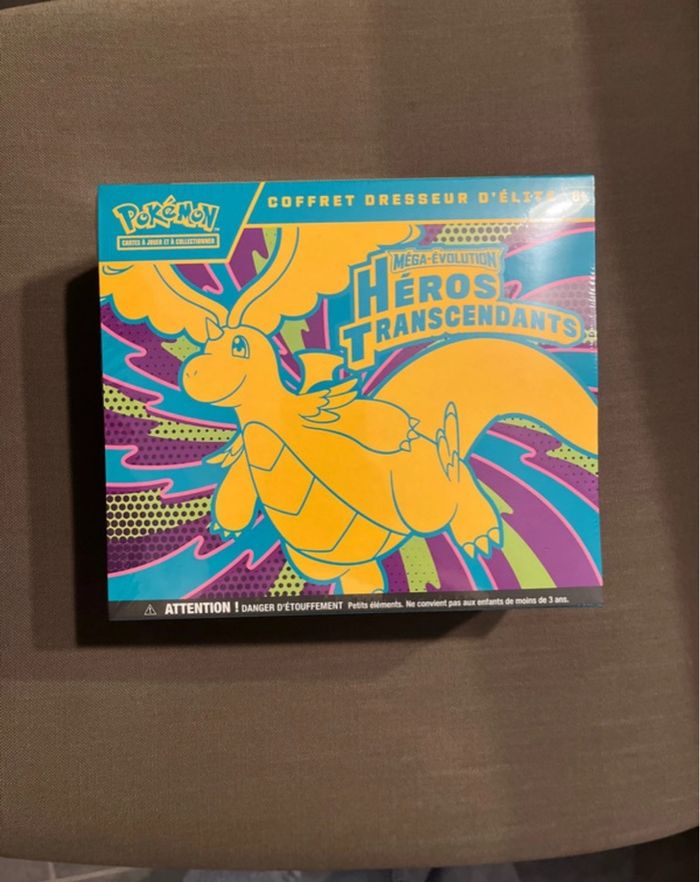 POKÉMON
CARTES À JOUER ET À COLLECTIONNER
COFFRET DRESSEUR D'ÉLITE
MÉGA-ÉVOLUTION
HÉROS
TRANSCENDANTS
ATTENTION ! DANGER D'ÉTOUFFEMENT Petits éléments. Ne convient pas aux enfants de moins de 3 ans.